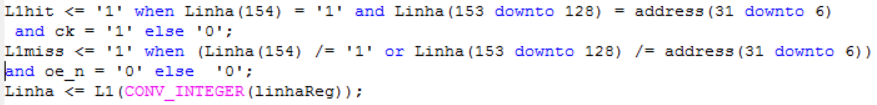 L1hit <= '1' when Linha(154) = '1' and Linha(153 downto 128) = address(31 downto 6)
and ck = '1' else '0';
L1miss <= '1' when (Linha(154) /= '1' or Linha(153 downto 128) /= address(31 downto 6))
and oe_n = '0' else '0';
Linha <= L1(CONV_INTEGER(linhaReg));